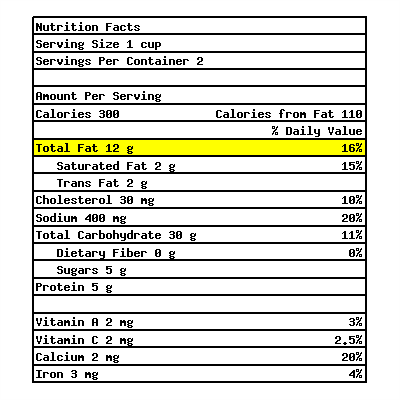 Nutrition Facts
Serving Size 1 cup
Servings Per Container 2
Amount Per Serving
Calories 300 Calories from Fat 110
% Daily Value
Total Fat 12 g 16%
Saturated Fat 2 g 15%
Trans Fat 2 g
Cholesterol 30 mg 10%
Sodium 400 mg 20%
Total Carbohydrate 30 g 11%
Dietary Fiber 0 g 0%
Sugars 5 g
Protein 5 g
Vitamin A 2 mg 3%
Vitamin C 2 mg 2.5%
Calcium 2 mg 20%
Iron 3 mg 4%